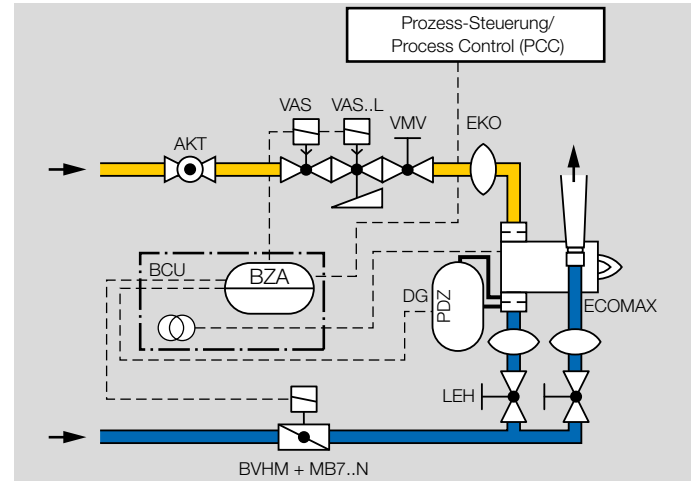 Prozess-Steuerung/
Process Control (PCC)
VAS
VAS..L
VMV
EKO
AKT
BCU
BZA
DG
PDZ
ECOMAX
LEH
BVHM + MB7..N